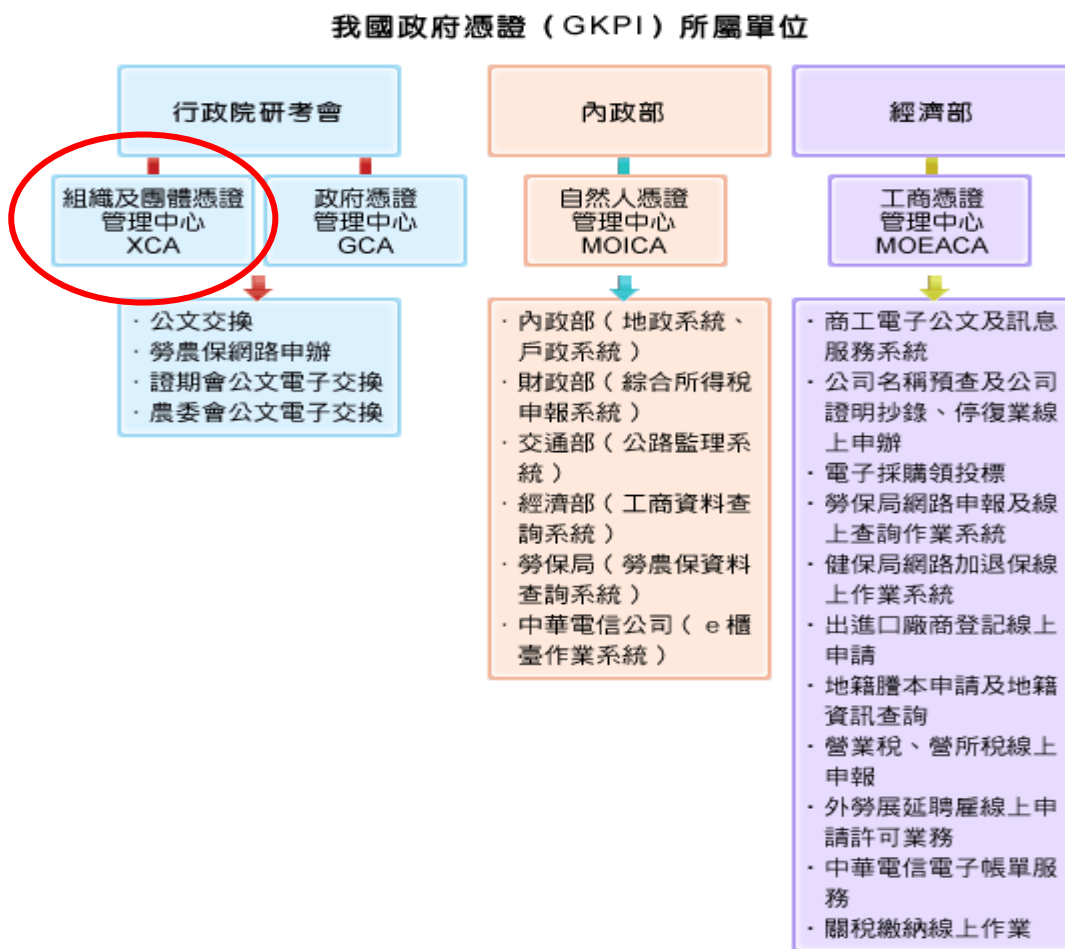 我國政府憑證（GKPI）所屬單位
行政院研考會
組織及團體憑證
管理中心
XCA
政府憑證
管理中心
GCA
· 公文交換
· 勞農保網路申辦
· 證期會公文電子交換
· 農委會公文電子交換
內政部
自然人憑證
管理中心
MOICA
· 內政部（地政系統、
戶政系統）
· 財政部（綜合所得稅
申報系統）
· 交通部（公路監理系
統）
· 經濟部（工商資料查
詢系統）
· 勞保局（勞農保資料
查詢系統）
· 中華電信公司（ｅ櫃
臺作業系統）
經濟部
工商憑證
管理中心
MOEACA
· 商工電子公文及訊息
服務系統
· 公司名稱預查及公司
證明抄錄、停復業線
上申辦
· 電子採購領投標
· 勞保局網路申報及線
上查詢作業系統
· 健保局網路加退保線
上作業系統
· 出進口廠商登記線上
申請
· 地籍謄本申請及地籍
資訊查詢
· 營業稅、營所稅線上
申報
· 外勞展延聘雇線上申
請許可業務
· 中華電信電子帳單服
務
· 關稅繳納線上作業